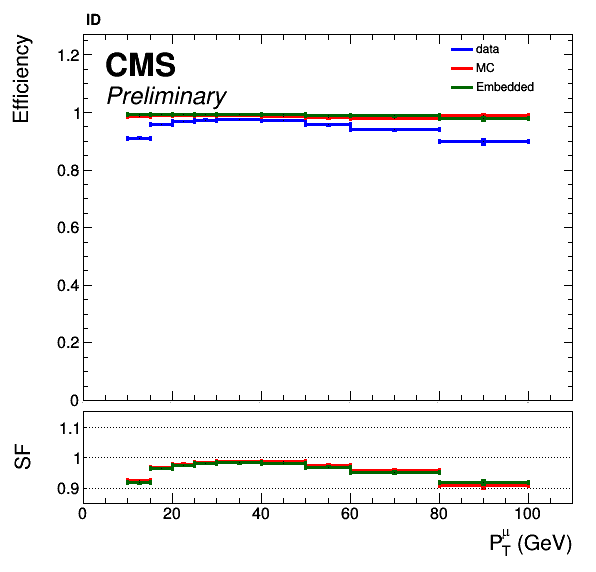 ID
Efficiency
CMS
Preliminary
data
MC
Embedded
1.2
1
0.8
0.6
0.4
0.2
0
SF
1.1
1
0.9
0 20 40 60 80 100
P_T^μ (GeV)